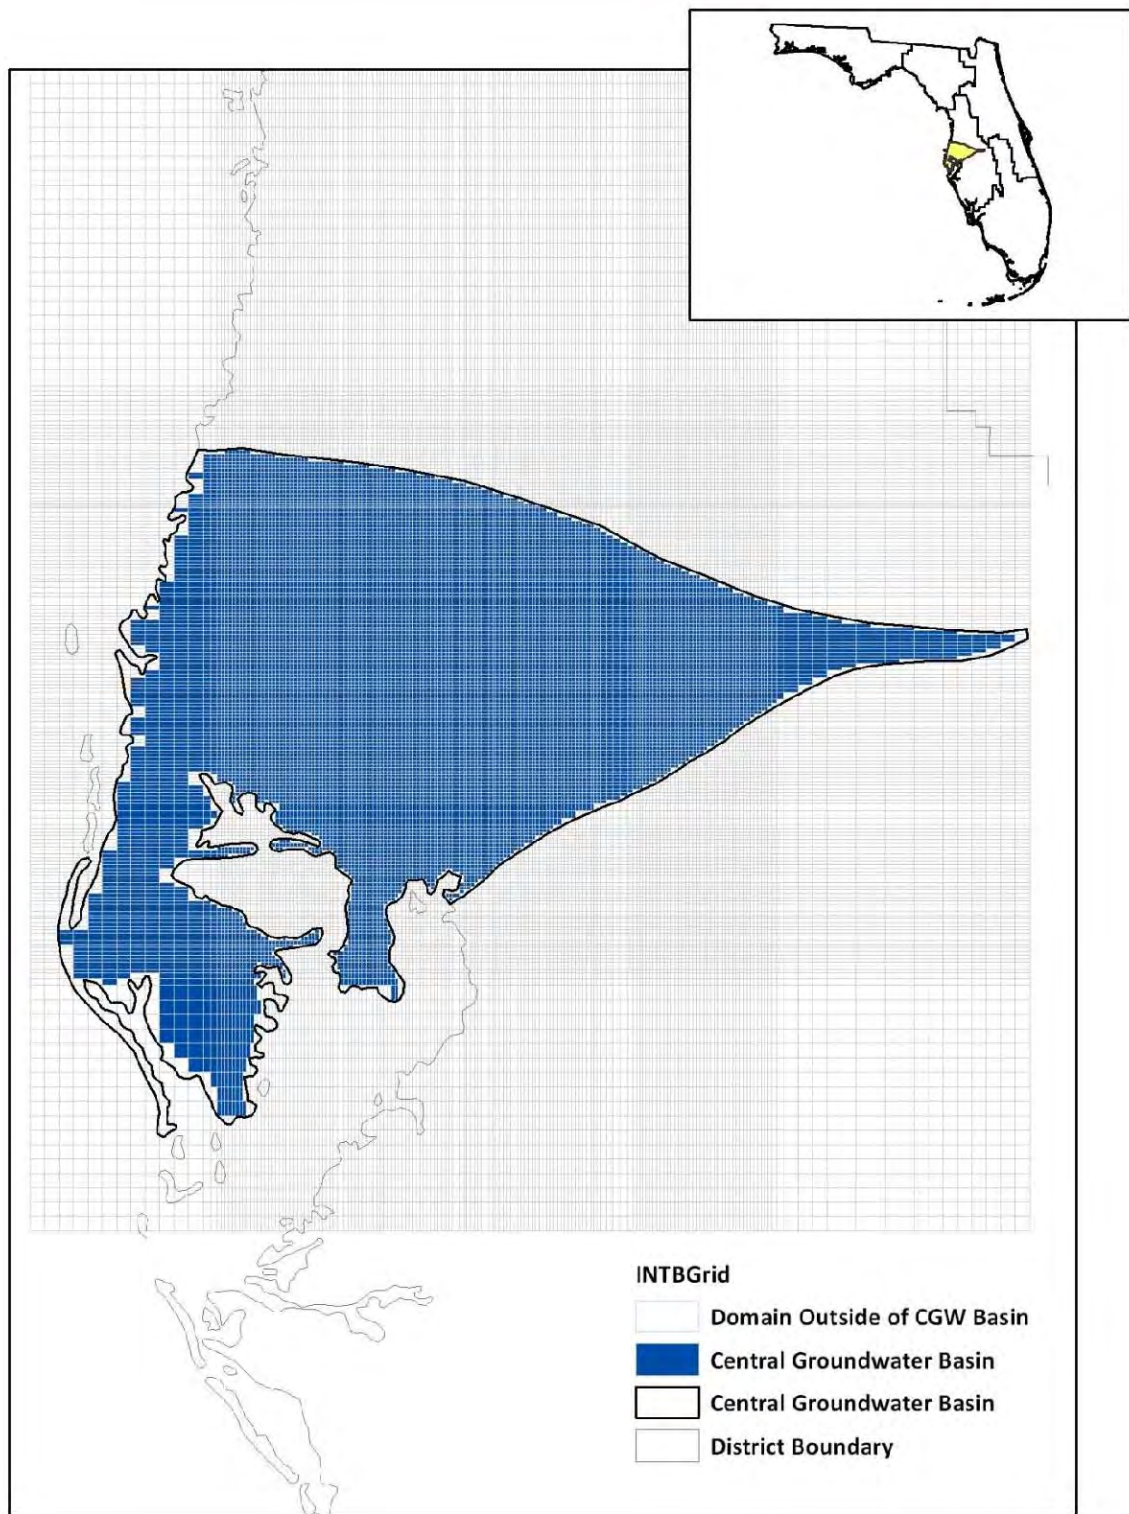 INTBGrid
Domain Outside of CGW Basin
Central Groundwater Basin
Central Groundwater Basin
District Boundary